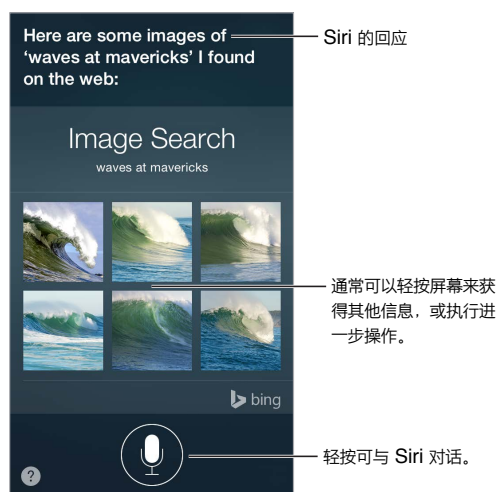 Here are some images of
‘waves at mavericks’ I found
on the web:
Siri 的回应
Image Search
waves at mavericks
通常可以轻按屏幕来获
得其他信息，或执行进
一步操作。
bing
轻按可与 Siri 对话。
?